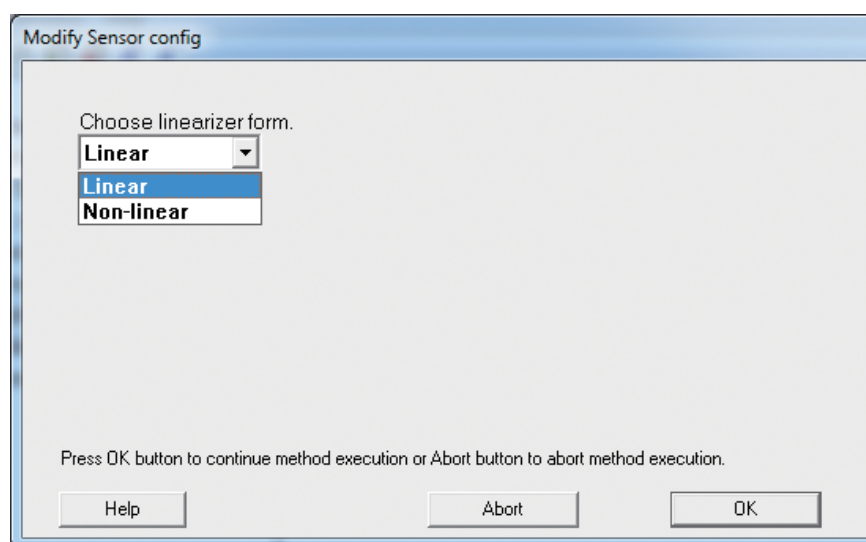 Modify Sensor config
Choose linearizer form.
Linear
Linear
Non-linear
Press OK button to continue method execution or Abort button to abort method execution.
Help Abort OK